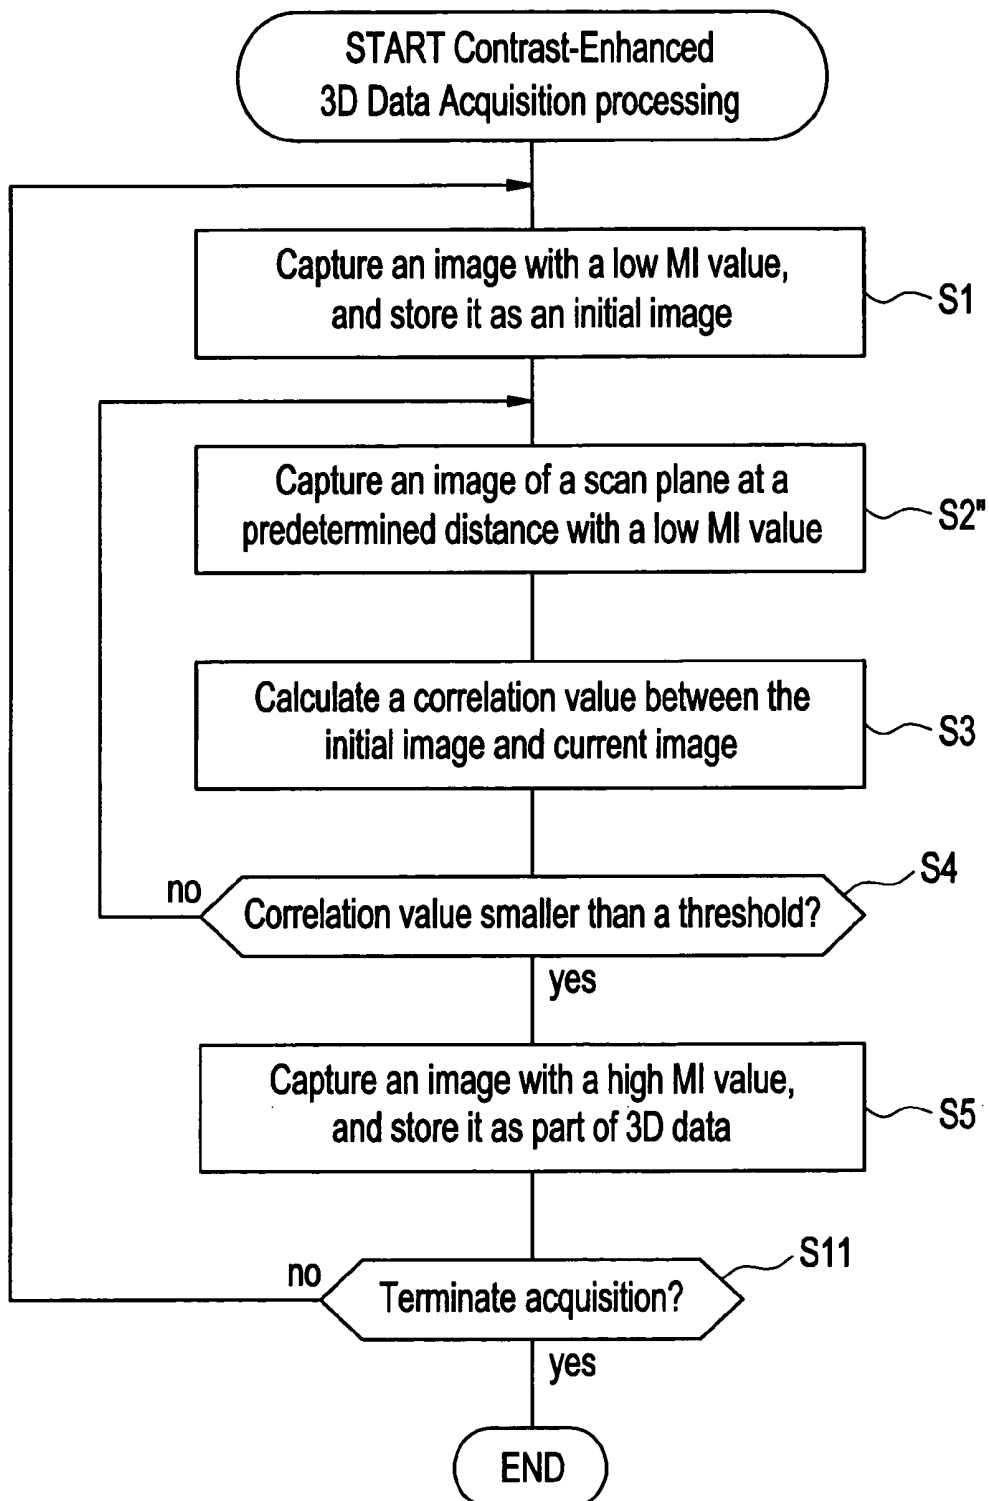 START Contrast-Enhanced
3D Data Acquisition processing
Capture an image with a low MI value,
and store it as an initial image
S1
Capture an image of a scan plane at a
predetermined distance with a low MI value
S2"
Calculate a correlation value between the
initial image and current image
S3
no
Correlation value smaller than a threshold?
S4
yes
Capture an image with a high MI value,
and store it as part of 3D data
S5
no
Terminate acquisition?
S11
yes
END